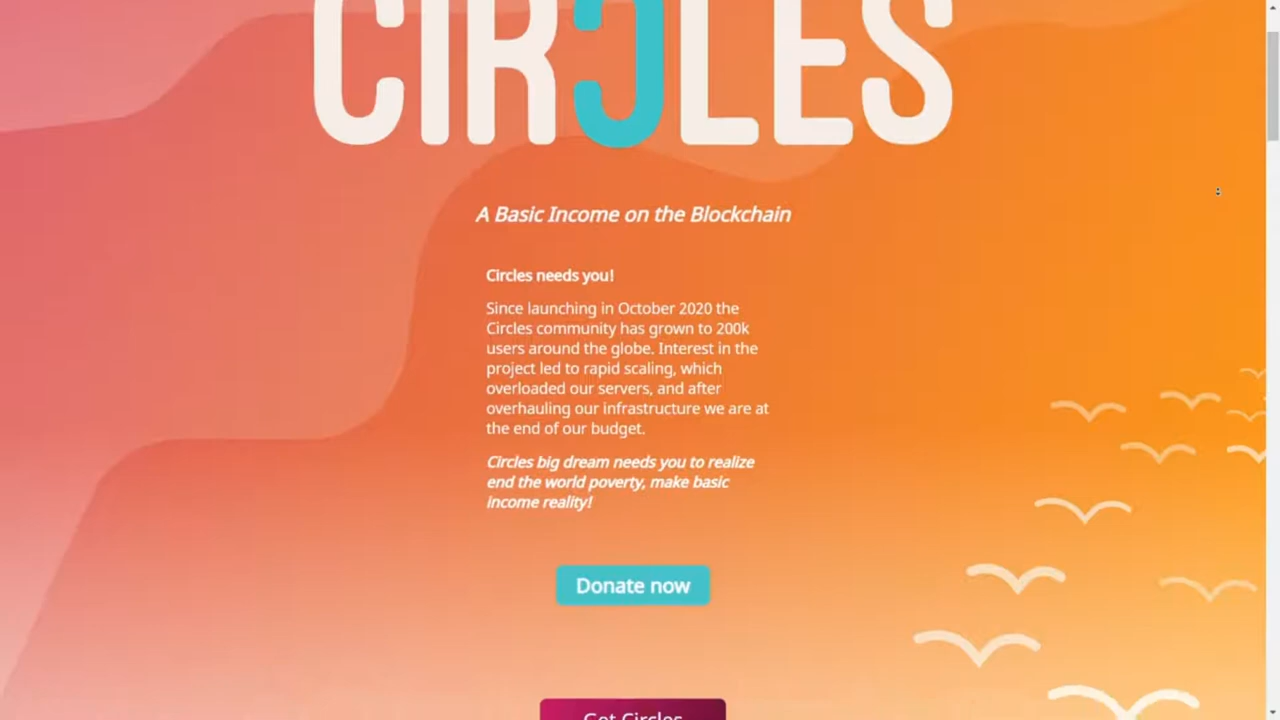 CIRCLES
A Basic Income on the Blockchain
Circles needs you!
Since launching in October 2020 the
Circles community has grown to 200k
users around the globe. Interest in the
project led to rapid scaling, which
overloaded our servers, and after
overhauling our infrastructure we are at
the end of our budget.
Circles big dream needs you to realize
end the world poverty, make basic
income reality!
Donate now
Get Circles